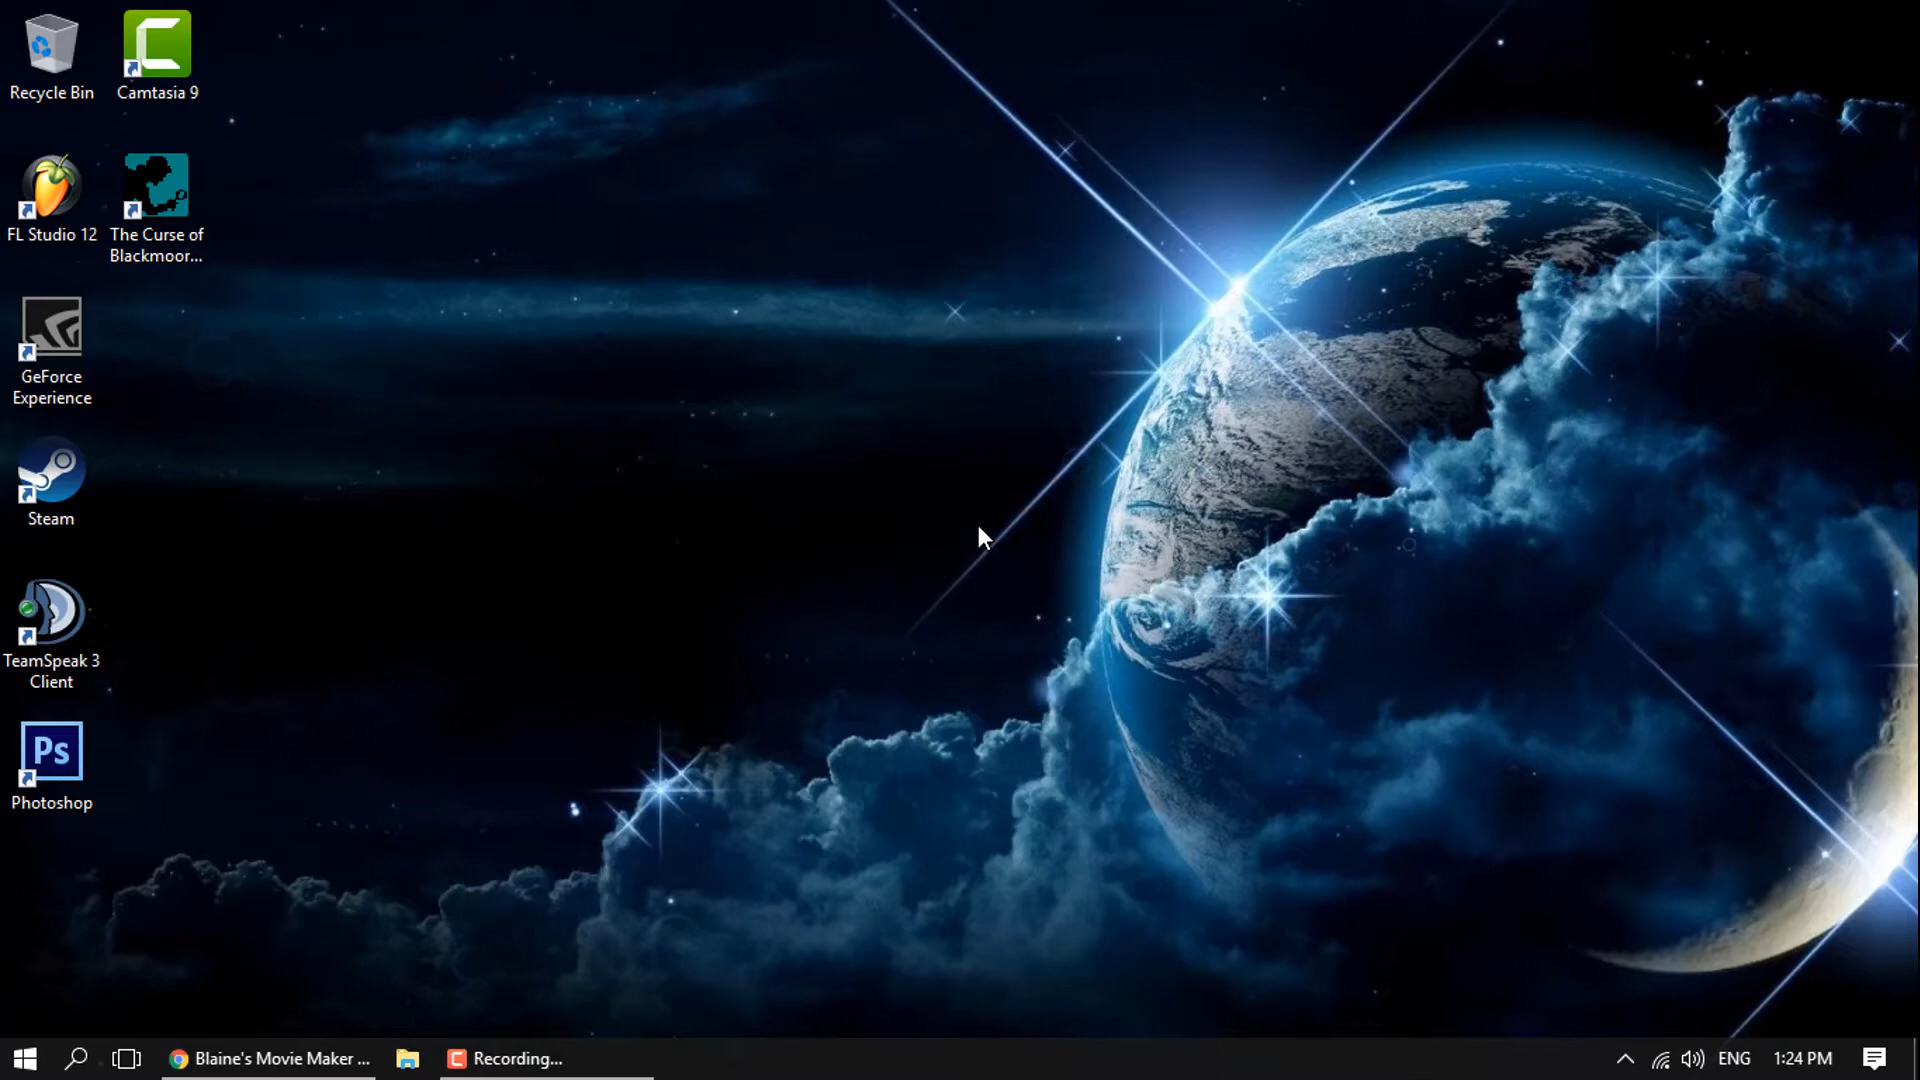 Recycle Bin
Camtasia 9
FL Studio 12
The Curse of
Blackmoor...
GeForce
Experience
Steam
TeamSpeak 3
Client
Ps
Photoshop
Blaine's Movie Maker ...
Recording...
ENG
1:24 PM